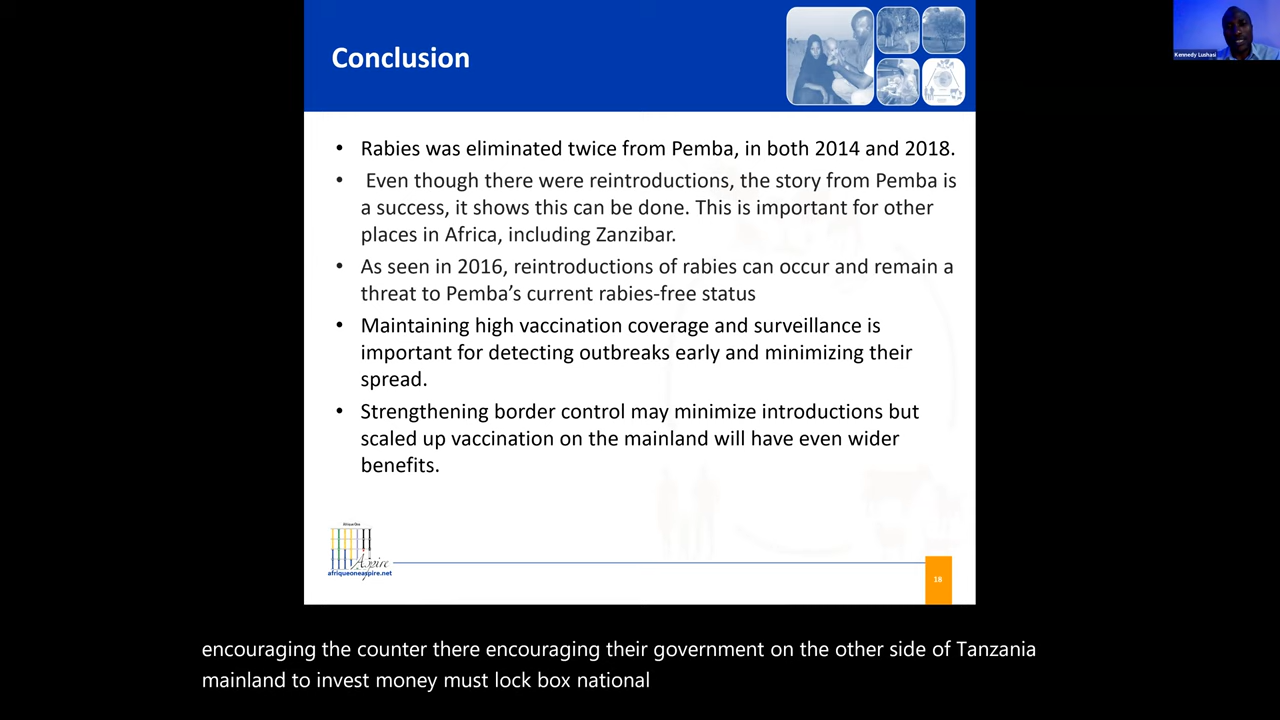 Conclusion
Kennedy Lushasi
• Rabies was eliminated twice from Pemba, in both 2014 and 2018.
• Even though there were reintroductions, the story from Pemba is
a success, it shows this can be done. This is important for other
places in Africa, including Zanzibar.
• As seen in 2016, reintroductions of rabies can occur and remain a
threat to Pemba's current rabies-free status
• Maintaining high vaccination coverage and surveillance is
important for detecting outbreaks early and minimizing their
spread.
• Strengthening border control may minimize introductions but
scaled up vaccination on the mainland will have even wider
benefits.
Afrique One
Aspire
afriqueoneaspire.net
18
encouraging the counter there encouraging their government on the other side of Tanzania
mainland to invest money must lock box national